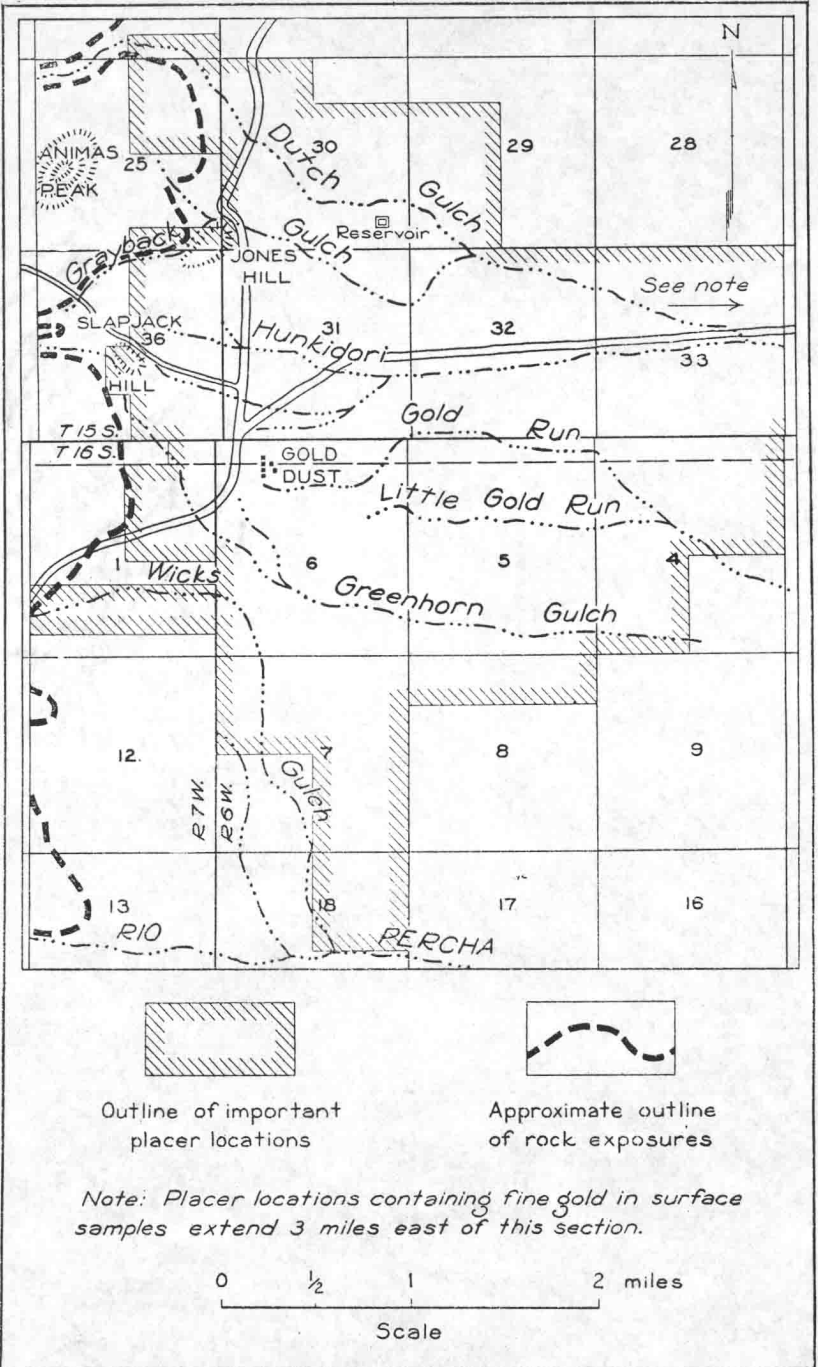 N
30
29
28
Dutch
Gulch
ANIMAS
PEAK
25
Reservoir
Grayback
Gulch
JONES
HILL
See note
SLAPJACK
HILL
36
31
32
33
Hunkidori
Gold
Run
T 15 S.
T 16 S.
GOLD
DUST
Little Gold Run
1
6
5
4
Wicks
Greenhorn
Gulch
12
7
8
9
Gulch
R 7 W.
R 6 W.
13
18
17
16
RIO
PERCHA
Outline of important
placer locations
Approximate outline
of rock exposures
Note: Placer locations containing fine gold in surface
samples extend 3 miles east of this section.
0 ½ 1 2 miles
Scale